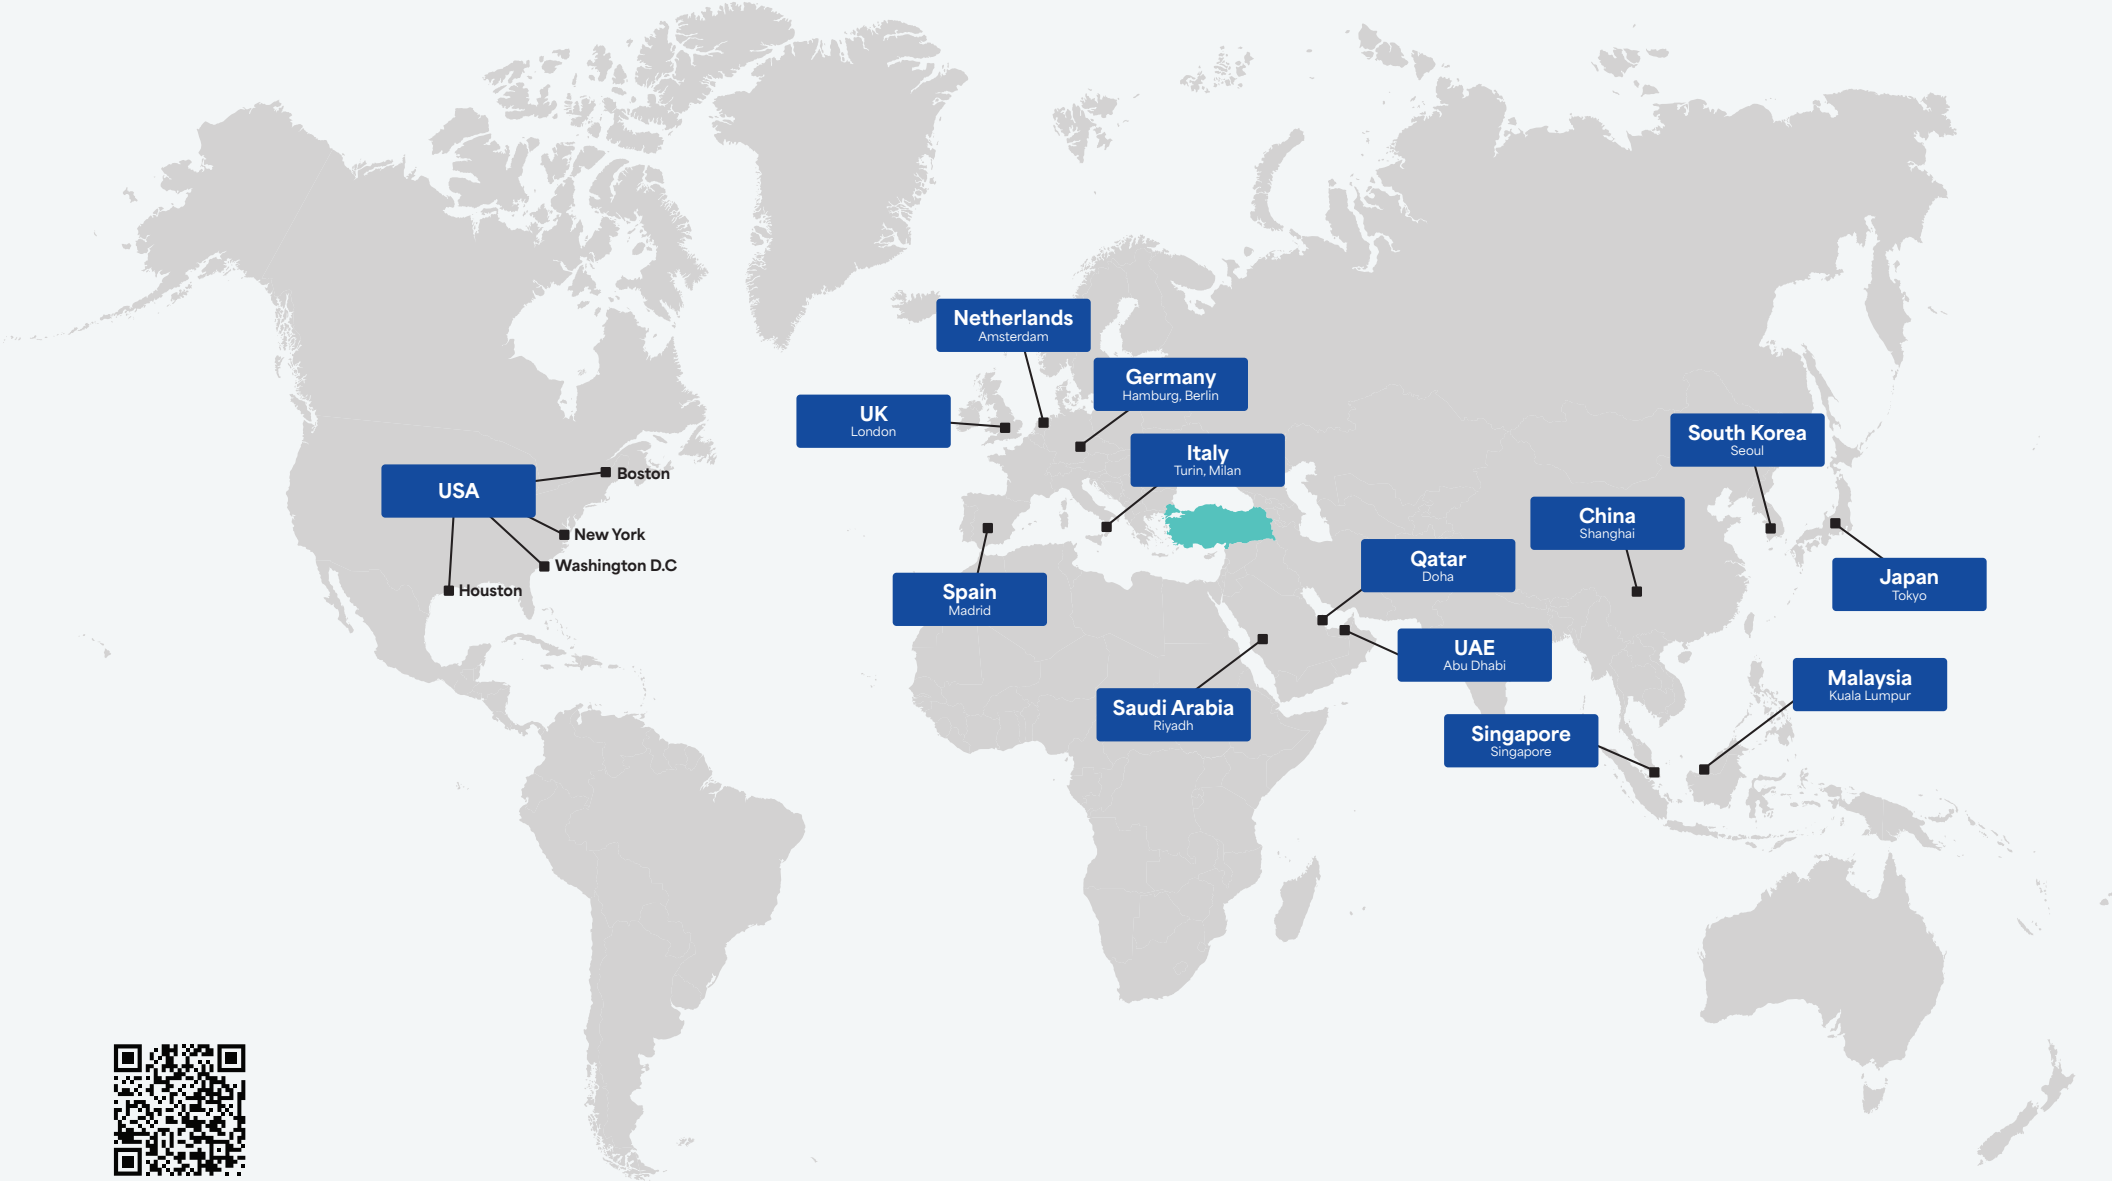 Netherlands
Amsterdam
Germany
Hamburg, Berlin
UK
London
Italy
Turin, Milan
South Korea
Seoul
USA
Boston
New York
Washington D.C
Houston
China
Shanghai
Qatar
Doha
Japan
Tokyo
Spain
Madrid
UAE
Abu Dhabi
Malaysia
Kuala Lumpur
Saudi Arabia
Riyadh
Singapore
Singapore